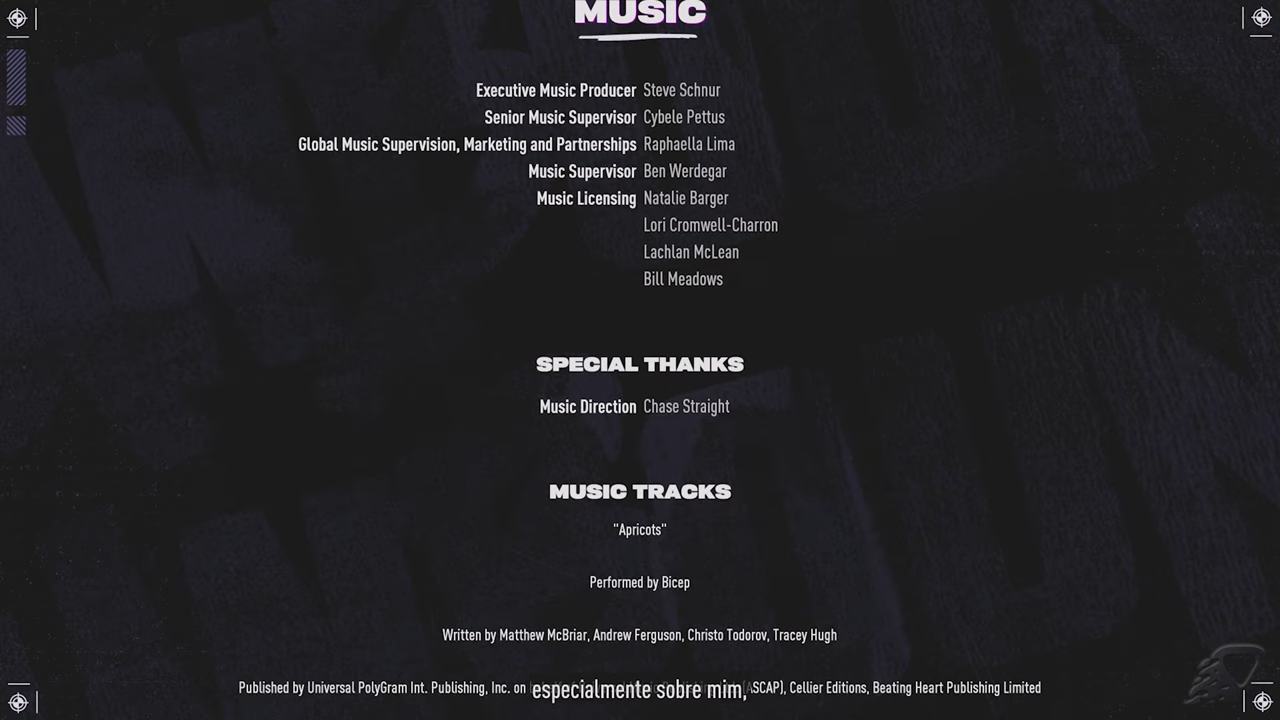 MUSIC
Executive Music Producer Steve Schnur
Senior Music Supervisor Cybele Pettus
Global Music Supervision, Marketing and Partnerships Raphaella Lima
Music Supervisor Ben Werdegar
Music Licensing Natalie Barger
Lori Cromwell-Charron
Lachlan McLean
Bill Meadows
SPECIAL THANKS
Music Direction Chase Straight
MUSIC TRACKS
"Apricots"
Performed by Bicep
Written by Matthew McBriar, Andrew Ferguson, Christo Todorov, Tracey Hugh
Published by Universal PolyGram Int. Publishing, Inc. on (ASCAP), Cellier Editions, Beating Heart Publishing Limited
especialmente sobre mim,